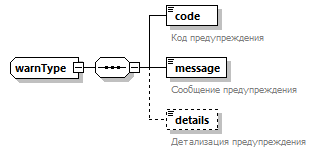 code
Код предупреждения
warnType
message
Сообщение предупреждения
details
Детализация предупреждения